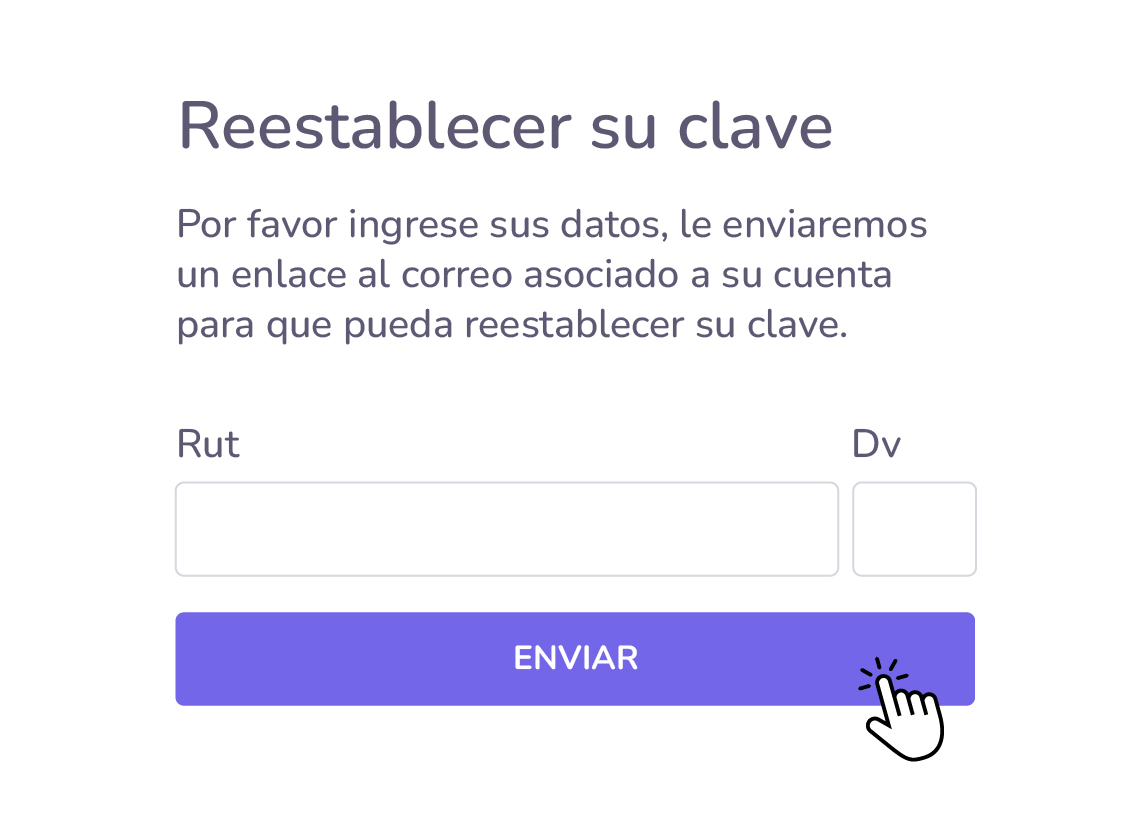 Reestablecer su clave
Por favor ingrese sus datos, le enviaremos
un enlace al correo asociado a su cuenta
para que pueda reestablecer su clave.
Rut
Dv
ENVIAR